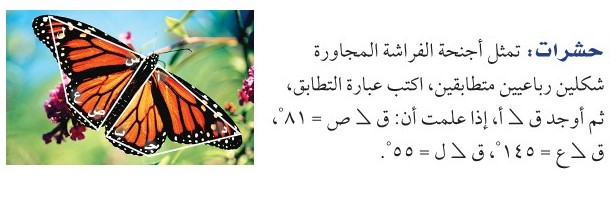 حشرات: تمثل أجنحة الفراشة المجاورة
شكلين رباعيين متطابقين، اكتب عبارة التطابق،
ثم أوجد ق ∠ أ، إذا علمت أن: ق ∠ ص = ٨١°،
ق ∠ ع = ١٤٥°، ق ∠ ل = ٥٥°.